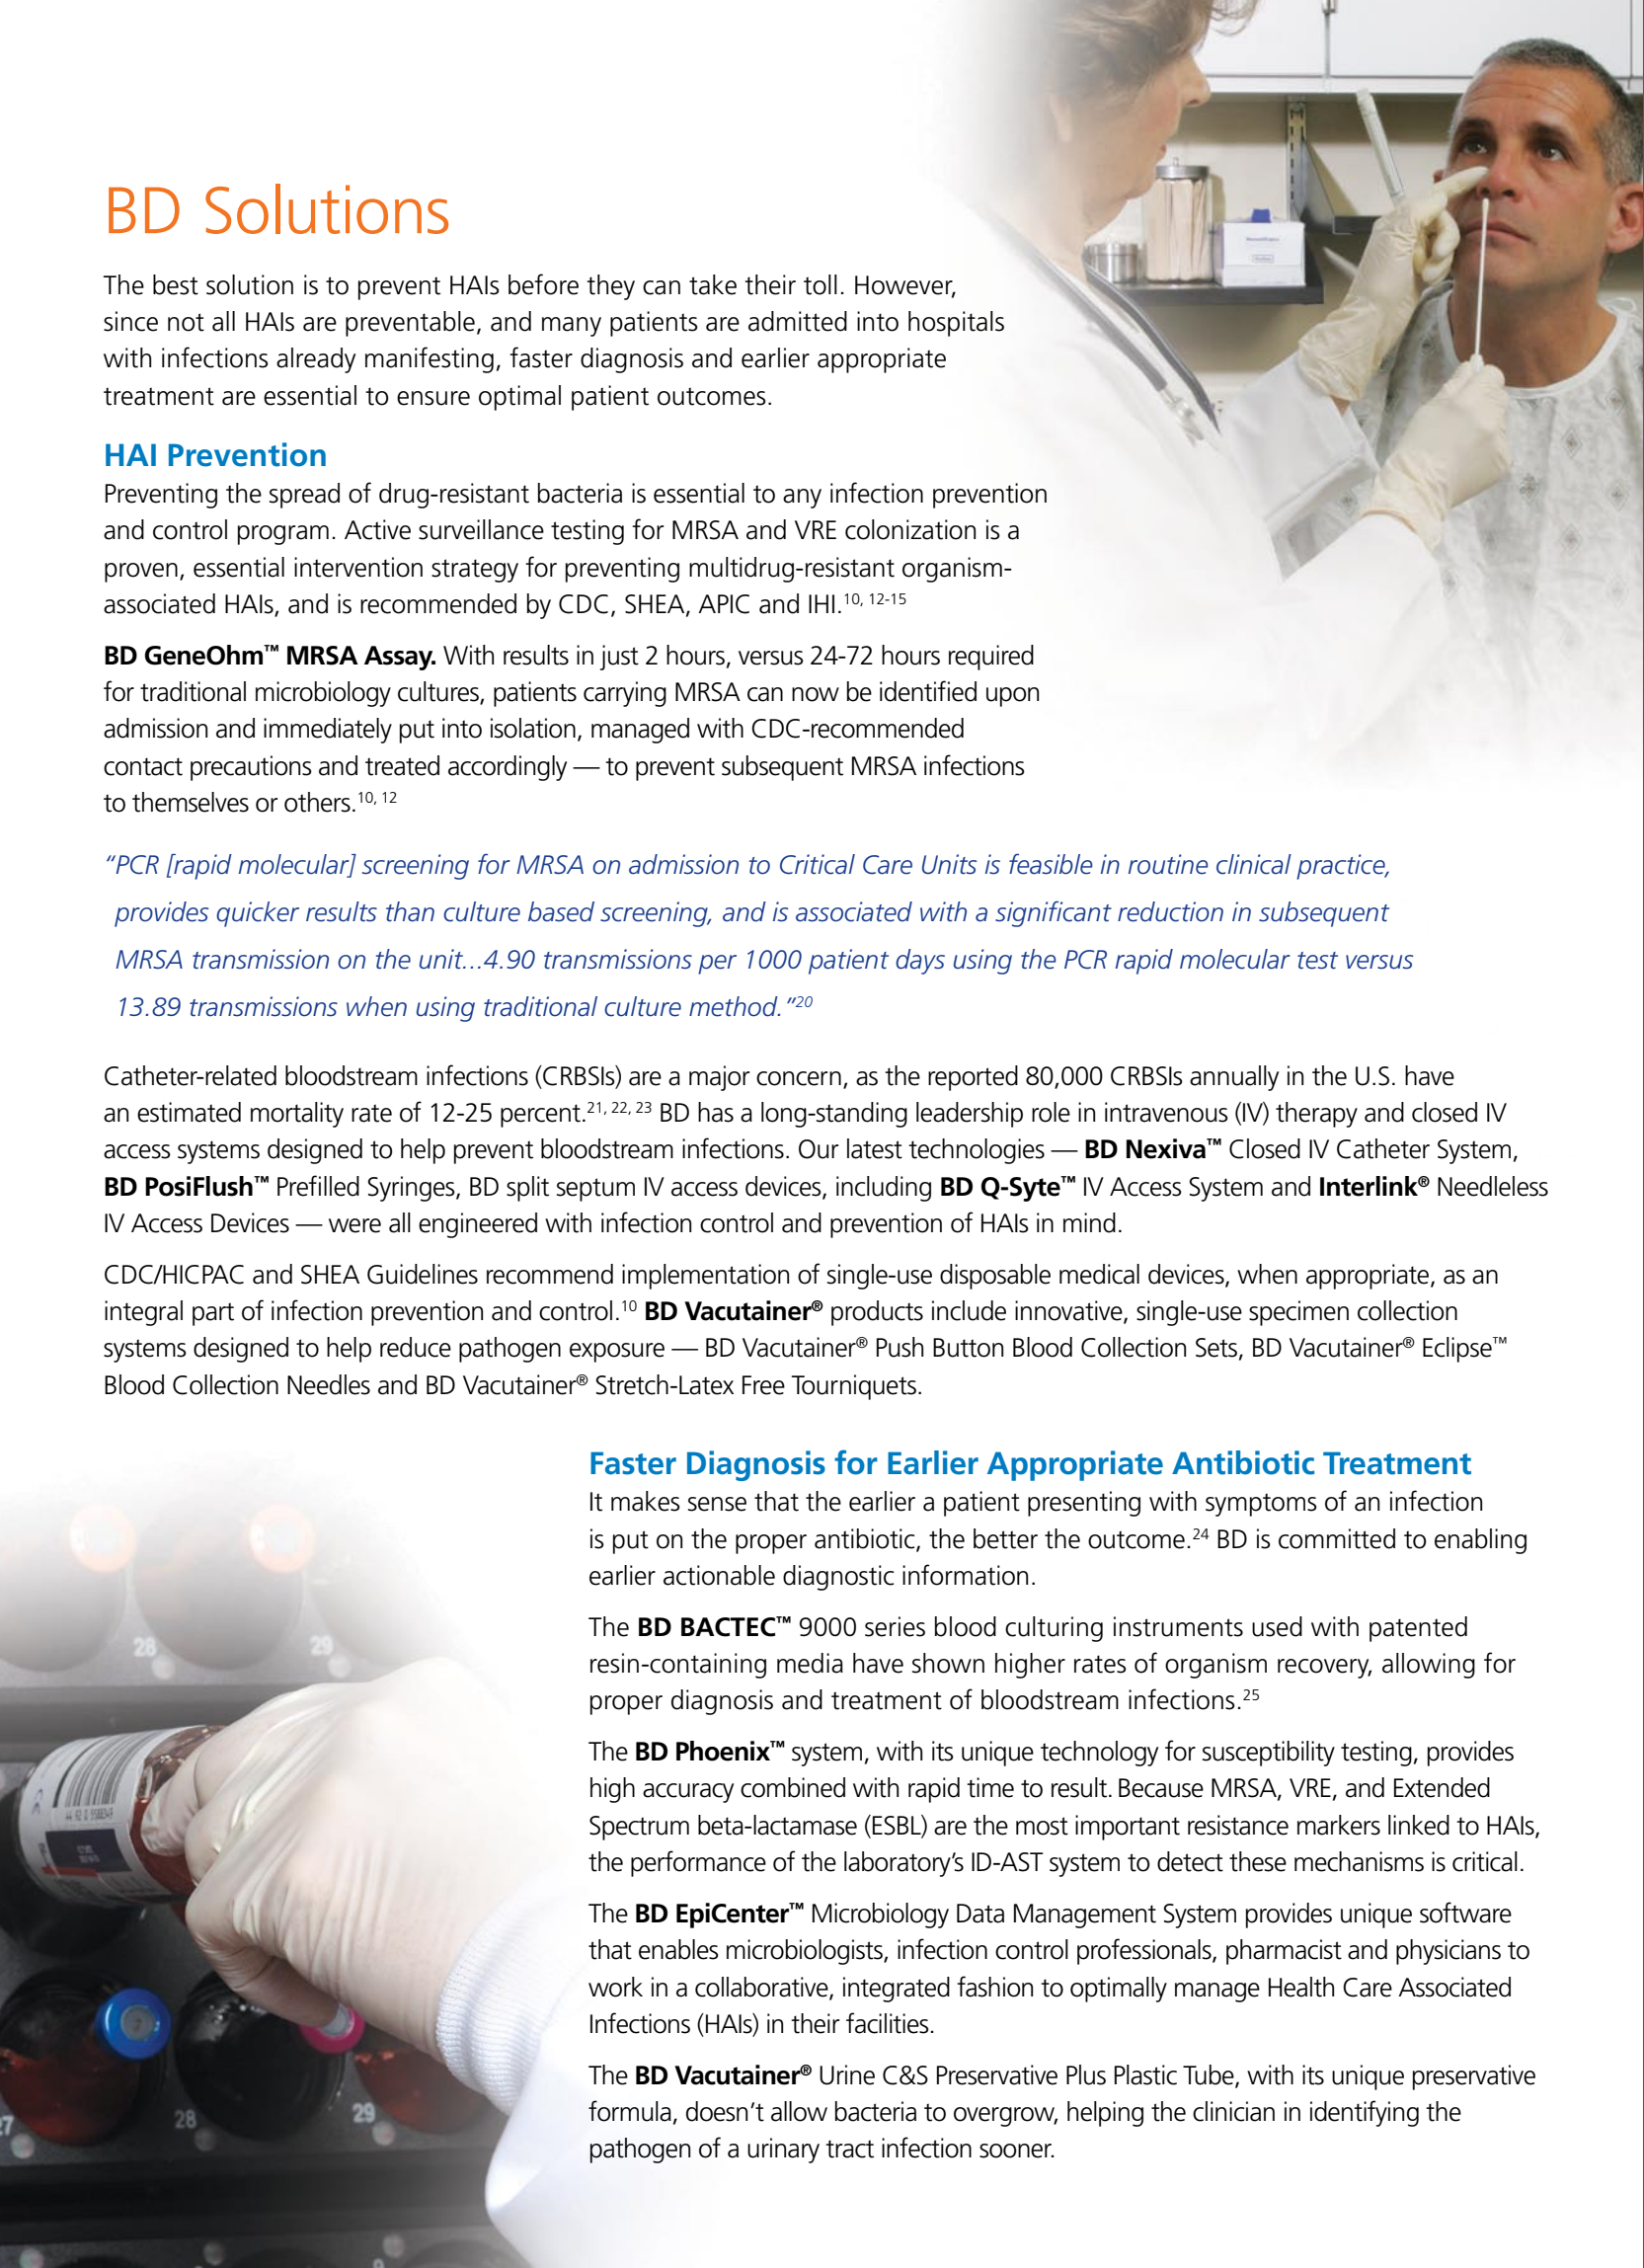 BD Solutions
The best solution is to prevent HAIs before they can take their toll. However,
since not all HAIs are preventable, and many patients are admitted into hospitals
with infections already manifesting, faster diagnosis and earlier appropriate
treatment are essential to ensure optimal patient outcomes.
HAI Prevention
Preventing the spread of drug-resistant bacteria is essential to any infection prevention
and control program. Active surveillance testing for MRSA and VRE colonization is a
proven, essential intervention strategy for preventing multidrug-resistant organism-
associated HAIs, and is recommended by CDC, SHEA, APIC and IHI.10, 12-15
BD GeneOhm™ MRSA Assay. With results in just 2 hours, versus 24-72 hours required
for traditional microbiology cultures, patients carrying MRSA can now be identified upon
admission and immediately put into isolation, managed with CDC-recommended
contact precautions and treated accordingly — to prevent subsequent MRSA infections
to themselves or others.10, 12
“PCR [rapid molecular] screening for MRSA on admission to Critical Care Units is feasible in routine clinical practice,
provides quicker results than culture based screening, and is associated with a significant reduction in subsequent
MRSA transmission on the unit...4.90 transmissions per 1000 patient days using the PCR rapid molecular test versus
13.89 transmissions when using traditional culture method.”20
Catheter-related bloodstream infections (CRBSIs) are a major concern, as the reported 80,000 CRBSIs annually in the U.S. have
an estimated mortality rate of 12-25 percent.21, 22, 23 BD has a long-standing leadership role in intravenous (IV) therapy and closed IV
access systems designed to help prevent bloodstream infections. Our latest technologies — BD Nexiva™ Closed IV Catheter System,
BD PosiFlush™ Prefilled Syringes, BD split septum IV access devices, including BD Q-Syte™ IV Access System and Interlink® Needleless
IV Access Devices — were all engineered with infection control and prevention of HAIs in mind.
CDC/HICPAC and SHEA Guidelines recommend implementation of single-use disposable medical devices, when appropriate, as an
integral part of infection prevention and control.10 BD Vacutainer® products include innovative, single-use specimen collection
systems designed to help reduce pathogen exposure — BD Vacutainer® Push Button Blood Collection Sets, BD Vacutainer® Eclipse™
Blood Collection Needles and BD Vacutainer® Stretch-Latex Free Tourniquets.
Faster Diagnosis for Earlier Appropriate Antibiotic Treatment
It makes sense that the earlier a patient presenting with symptoms of an infection
is put on the proper antibiotic, the better the outcome.24 BD is committed to enabling
earlier actionable diagnostic information.
The BD BACTEC™ 9000 series blood culturing instruments used with patented
resin-containing media have shown higher rates of organism recovery, allowing for
proper diagnosis and treatment of bloodstream infections.25
The BD Phoenix™ system, with its unique technology for susceptibility testing, provides
high accuracy combined with rapid time to result. Because MRSA, VRE, and Extended
Spectrum beta-lactamase (ESBL) are the most important resistance markers linked to HAIs,
the performance of the laboratory’s ID-AST system to detect these mechanisms is critical.
The BD EpiCenter™ Microbiology Data Management System provides unique software
that enables microbiologists, infection control professionals, pharmacist and physicians to
work in a collaborative, integrated fashion to optimally manage Health Care Associated
Infections (HAIs) in their facilities.
The BD Vacutainer® Urine C&S Preservative Plus Plastic Tube, with its unique preservative
formula, doesn’t allow bacteria to overgrow, helping the clinician in identifying the
pathogen of a urinary tract infection sooner.
28
29
27
28
29